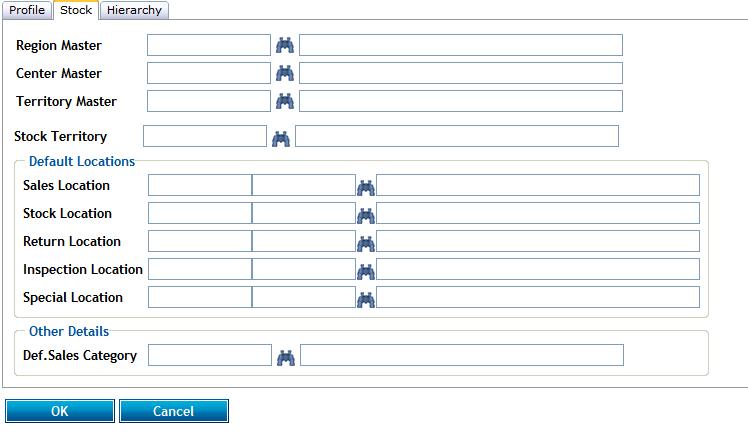 Profile Stock Hierarchy
Region Master
Center Master
Territory Master
Stock Territory
Default Locations
Sales Location
Stock Location
Return Location
Inspection Location
Special Location
Other Details
Def.Sales Category
OK Cancel